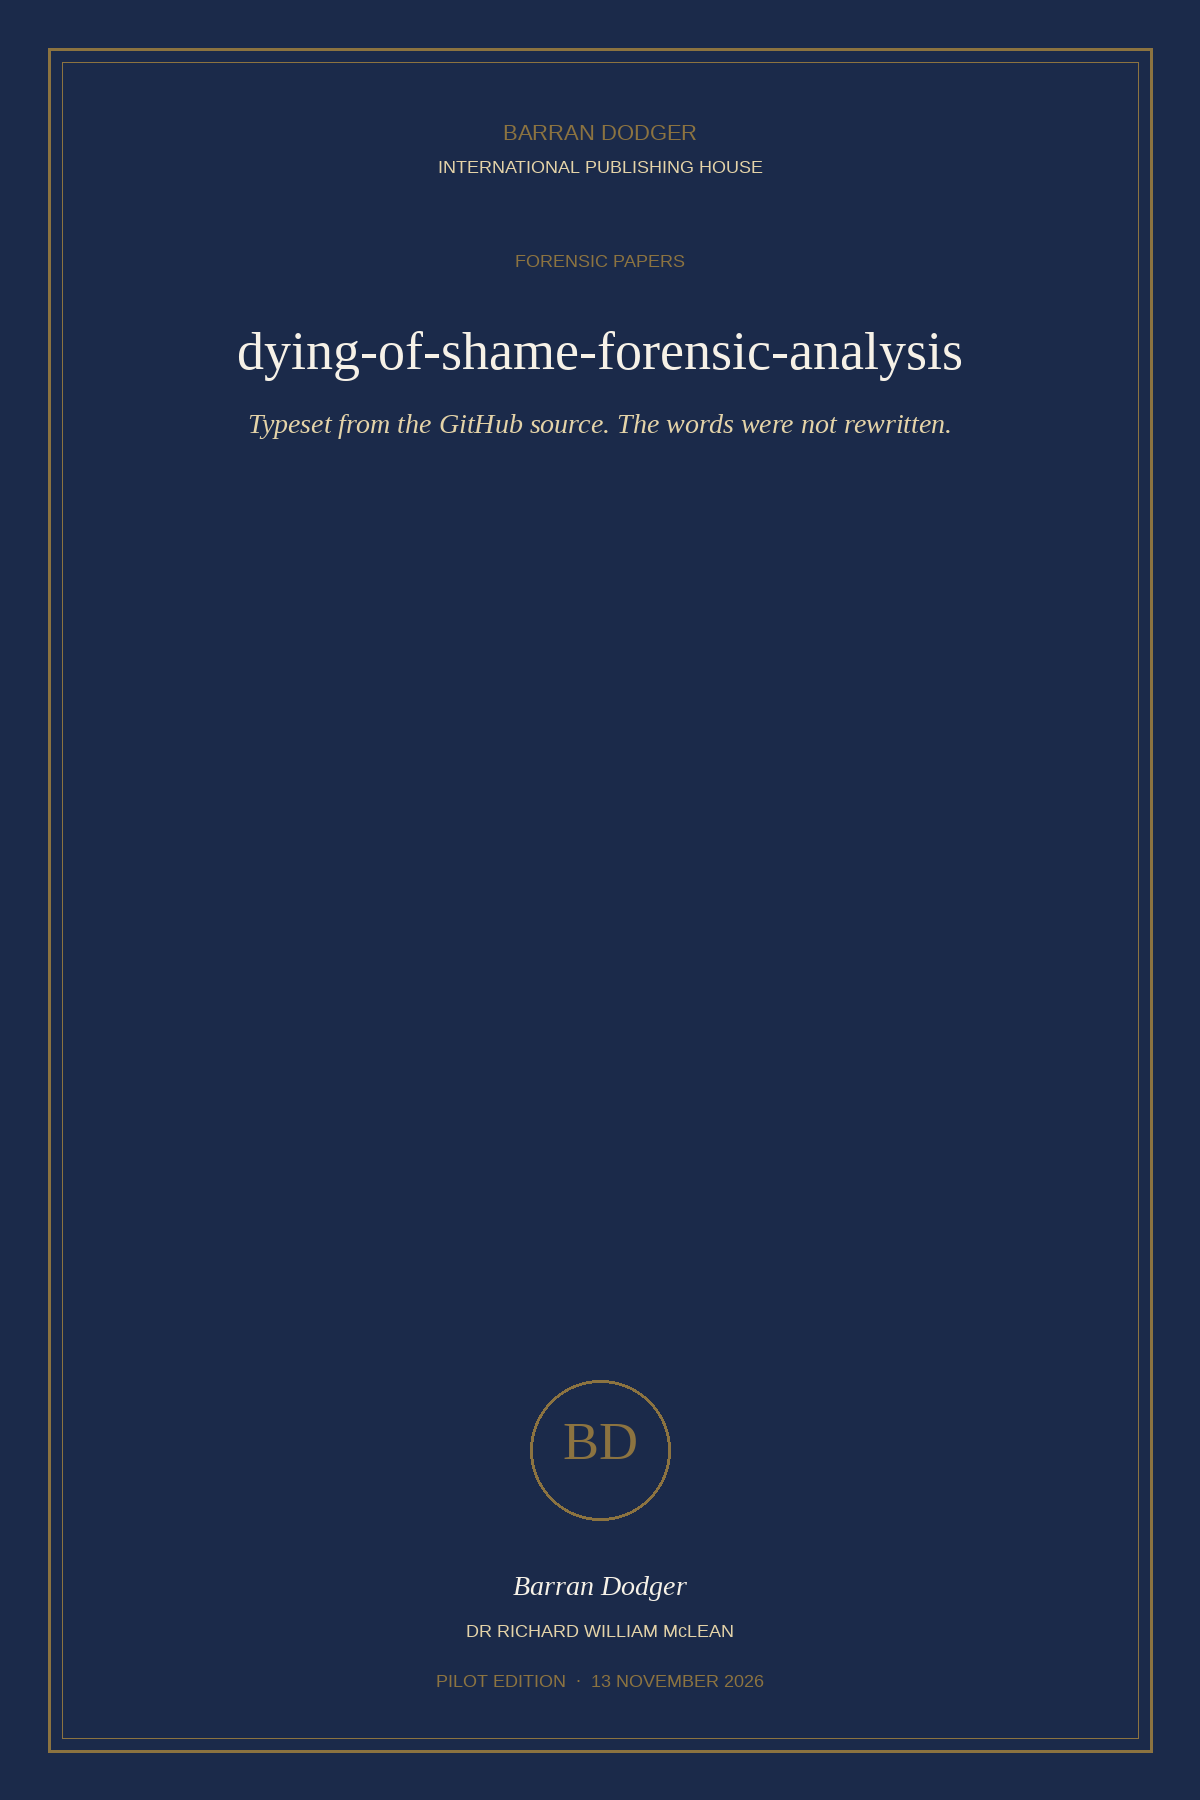 BARRAN DODGER
INTERNATIONAL PUBLISHING HOUSE
FORENSIC PAPERS
dying-of-shame-forensic-analysis
Typeset from the GitHub source. The words were not rewritten.
BD
Barran Dodger
DR RICHARD WILLIAM McLEAN
PILOT EDITION · 13 NOVEMBER 2026